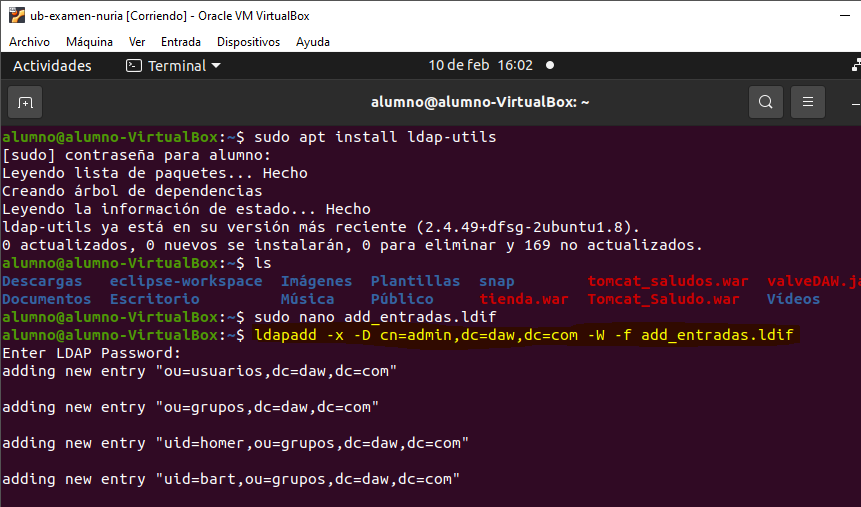 ub-examen-nuria [Corriendo] - Oracle VM VirtualBox
Archivo Máquina Ver Entrada Dispositivos Ayuda
Actividades Terminal 10 de feb 16:02
alumno@alumno-VirtualBox: ~
alumno@alumno-VirtualBox:~$ sudo apt install ldap-utils
[sudo] contraseña para alumno:
Leyendo lista de paquetes... Hecho
Creando árbol de dependencias
Leyendo la información de estado... Hecho
ldap-utils ya está en su versión más reciente (2.4.49+dfsg-2ubuntu1.8).
0 actualizados, 0 nuevos se instalarán, 0 para eliminar y 169 no actualizados.
alumno@alumno-VirtualBox:~$ ls
Descargas eclipse-workspace Imágenes Plantillas snap tomcat_saludos.war valveDAW.ja
Documentos Escritorio Música Público tienda.war Tomcat_Saludo.war Vídeos
alumno@alumno-VirtualBox:~$ sudo nano add_entradas.ldif
alumno@alumno-VirtualBox:~$ ldapadd -x -D cn=admin,dc=daw,dc=com -W -f add_entradas.ldif
Enter LDAP Password:
adding new entry "ou=usuarios,dc=daw,dc=com"
adding new entry "ou=grupos,dc=daw,dc=com"
adding new entry "uid=homer,ou=grupos,dc=daw,dc=com"
adding new entry "uid=bart,ou=grupos,dc=daw,dc=com"